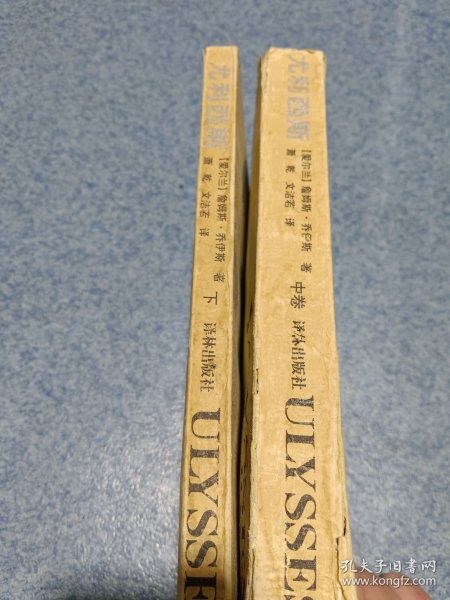 尤利西斯
[爱尔兰] 詹姆斯·乔伊斯 著
萧乾 文洁若 译
下
译林出版社
ULYSSE
尤利西斯
[爱尔兰] 詹姆斯·乔伊斯 著
萧乾 文洁若 译
中卷
译林出版社
ULYSSES
孔夫子旧书网
www.kongfz.com